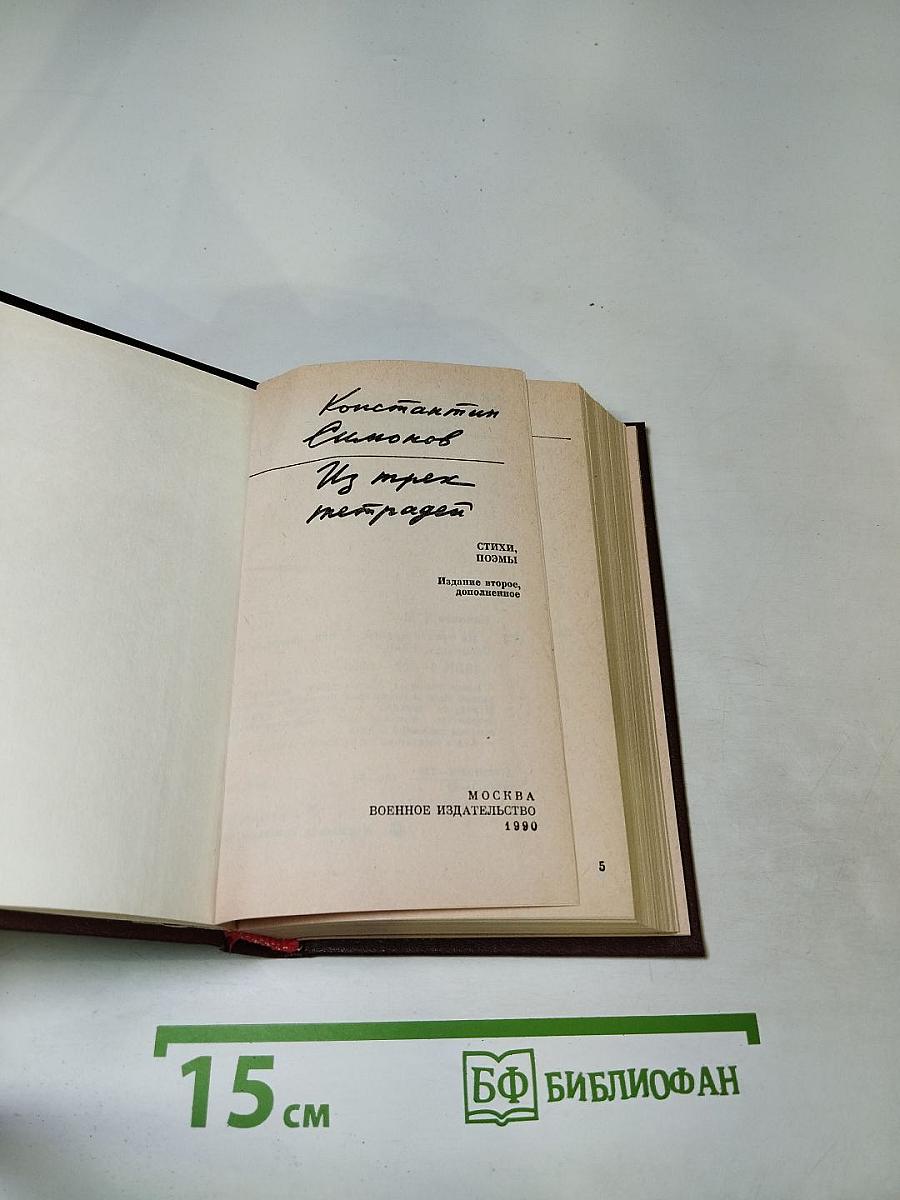 Константин
Симонов
Из трех
тетрадей
СТИХИ,
ПОЭМЫ
Издание второе,
дополненное
МОСКВА
ВОЕННОЕ ИЗДАТЕЛЬСТВО
1990
5
15 см
БФ БИБЛИОФАН